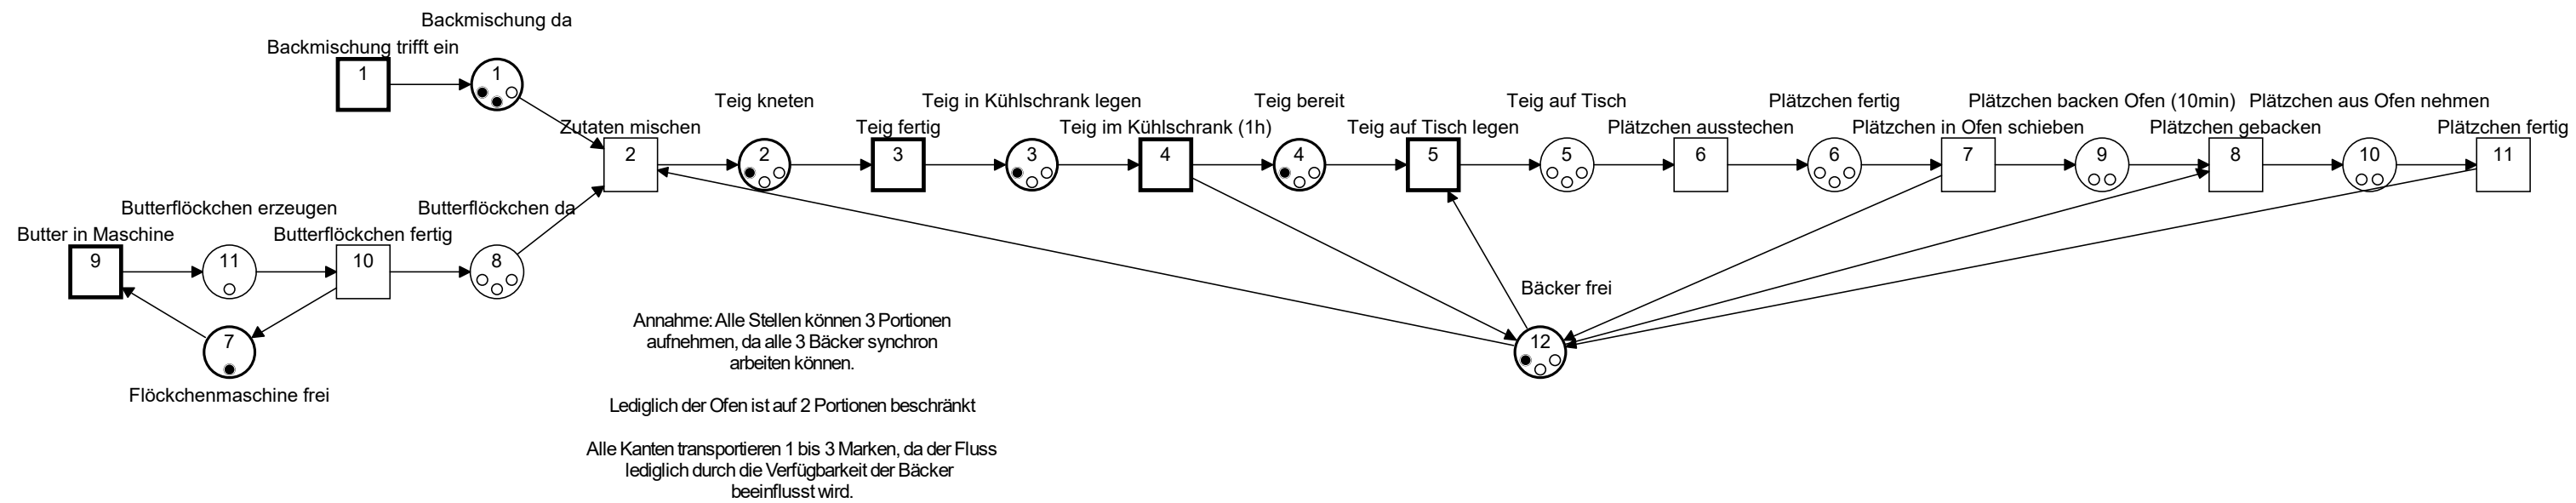 Backmischung da
Backmischung trifft ein
1
1
Teig kneten
Teig in Kühlschrank legen
Teig bereit
Teig auf Tisch
Plätzchen fertig
Plätzchen backen Ofen (10min)
Plätzchen aus Ofen nehmen
Zutaten mischen
Teig fertig
Teig im Kühlschrank (1h)
Teig auf Tisch legen
Plätzchen ausstechen
Plätzchen in Ofen schieben
Plätzchen gebacken
Plätzchen fertig
2
2
3
3
4
4
5
5
6
6
7
9
8
10
11
Butterflöckchen erzeugen
Butterflöckchen da
Butter in Maschine
Butterflöckchen fertig
9
11
10
8
Bäcker frei
12
7
Flöckchenmaschine frei
Annahme: Alle Stellen können 3 Portionen
aufnehmen, da alle 3 Bäcker synchron
arbeiten können.
Lediglich der Ofen ist auf 2 Portionen beschränkt
Alle Kanten transportieren 1 bis 3 Marken, da der Fluss
lediglich durch die Verfügbarkeit der Bäcker
beeinflusst wird.